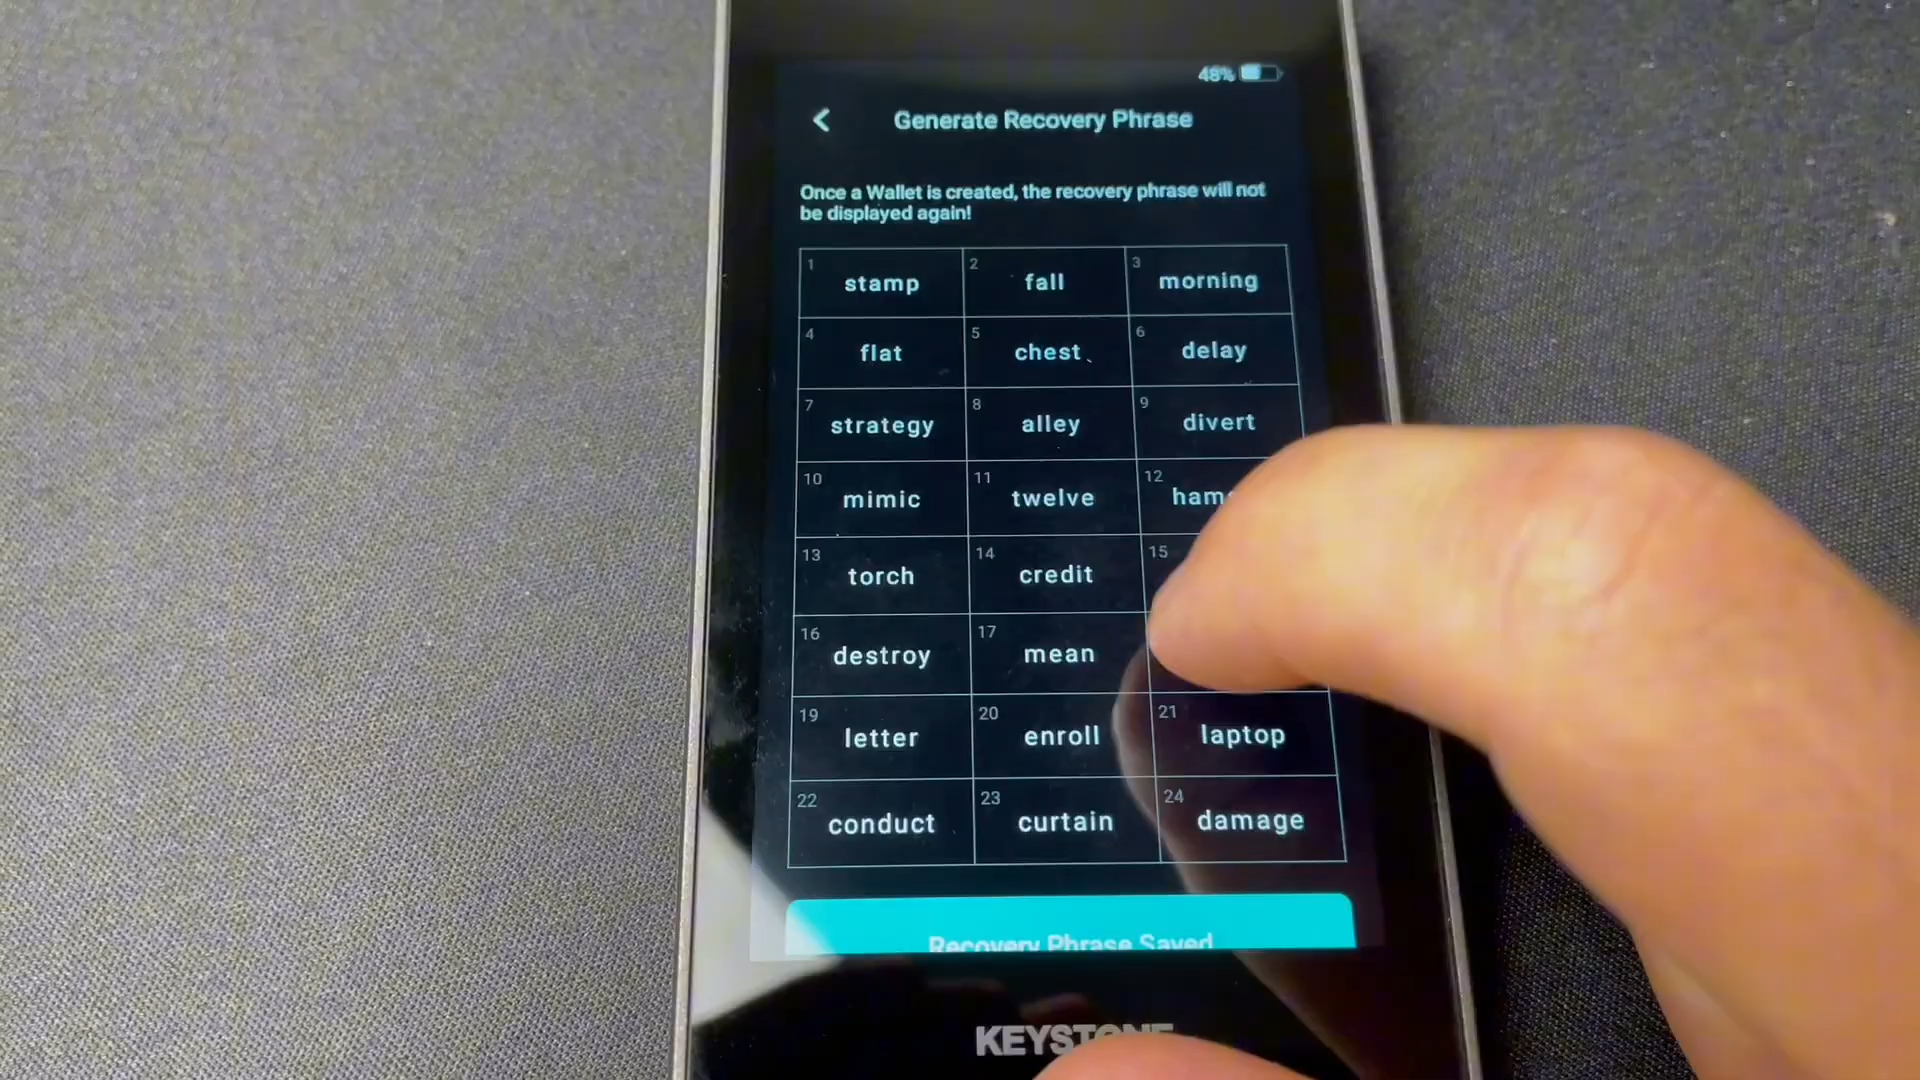 48%
Generate Recovery Phrase
Once a Wallet is created, the recovery phrase will not
be displayed again!
1 stamp 2 fall 3 morning
4 flat 5 chest 6 delay
7 strategy 8 alley 9 divert
10 mimic 11 twelve 12
13 torch 14 credit 15
16 destroy 17 mean
19 letter 20 enroll 21 laptop
22 conduct 23 curtain 24 damage
Recovery Phrase Saved
KEYSTONE